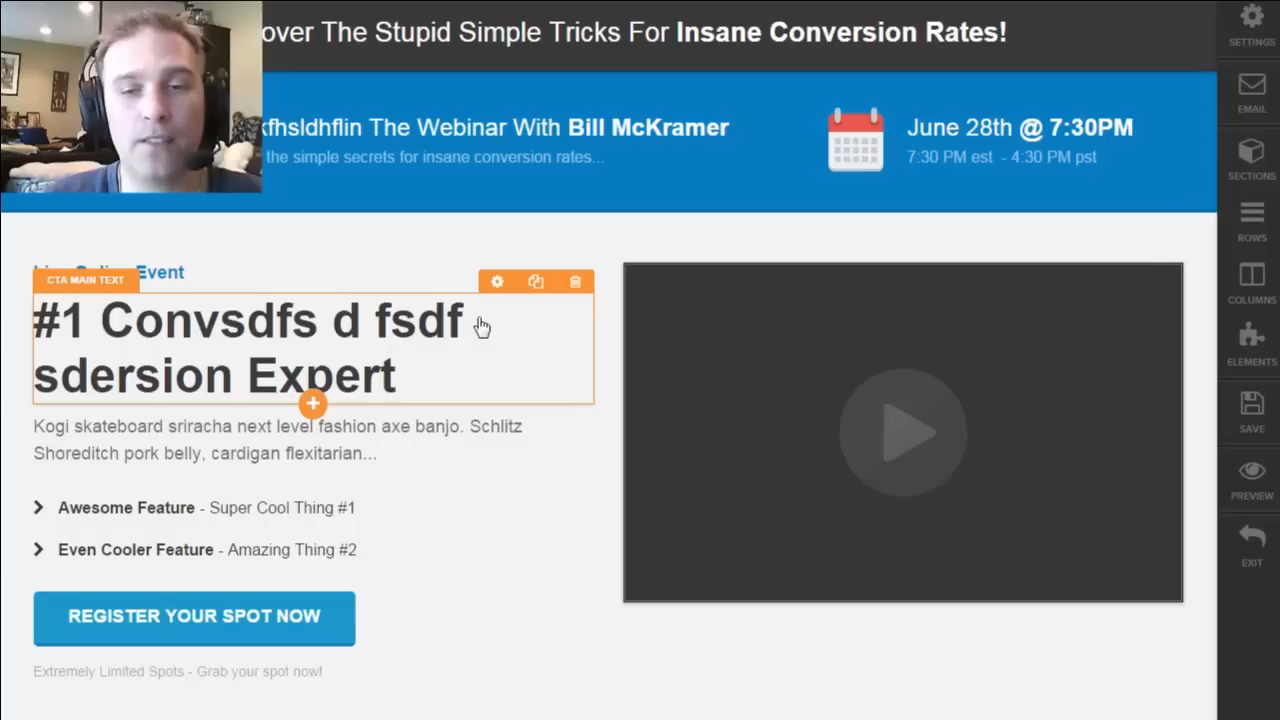 over The Stupid Simple Tricks For Insane Conversion Rates!
kfhsldhflin The Webinar With Bill McKramer
the simple secrets for insane conversion rates...
June 28th @ 7:30PM
7:30 PM est - 4:30 PM pst
Event
CTA MAIN TEXT
#1 Convsdfs d fsdf
sdersion Expert
Kogi skateboard sriracha next level fashion axe banjo. Schlitz
Shoreditch pork belly, cardigan flexitarian...
Awesome Feature - Super Cool Thing #1
Even Cooler Feature - Amazing Thing #2
REGISTER YOUR SPOT NOW
Extremely Limited Spots - Grab your spot now!
SETTINGS
EMAIL
SECTIONS
ROWS
COLUMNS
ELEMENTS
SAVE
PREVIEW
EXIT